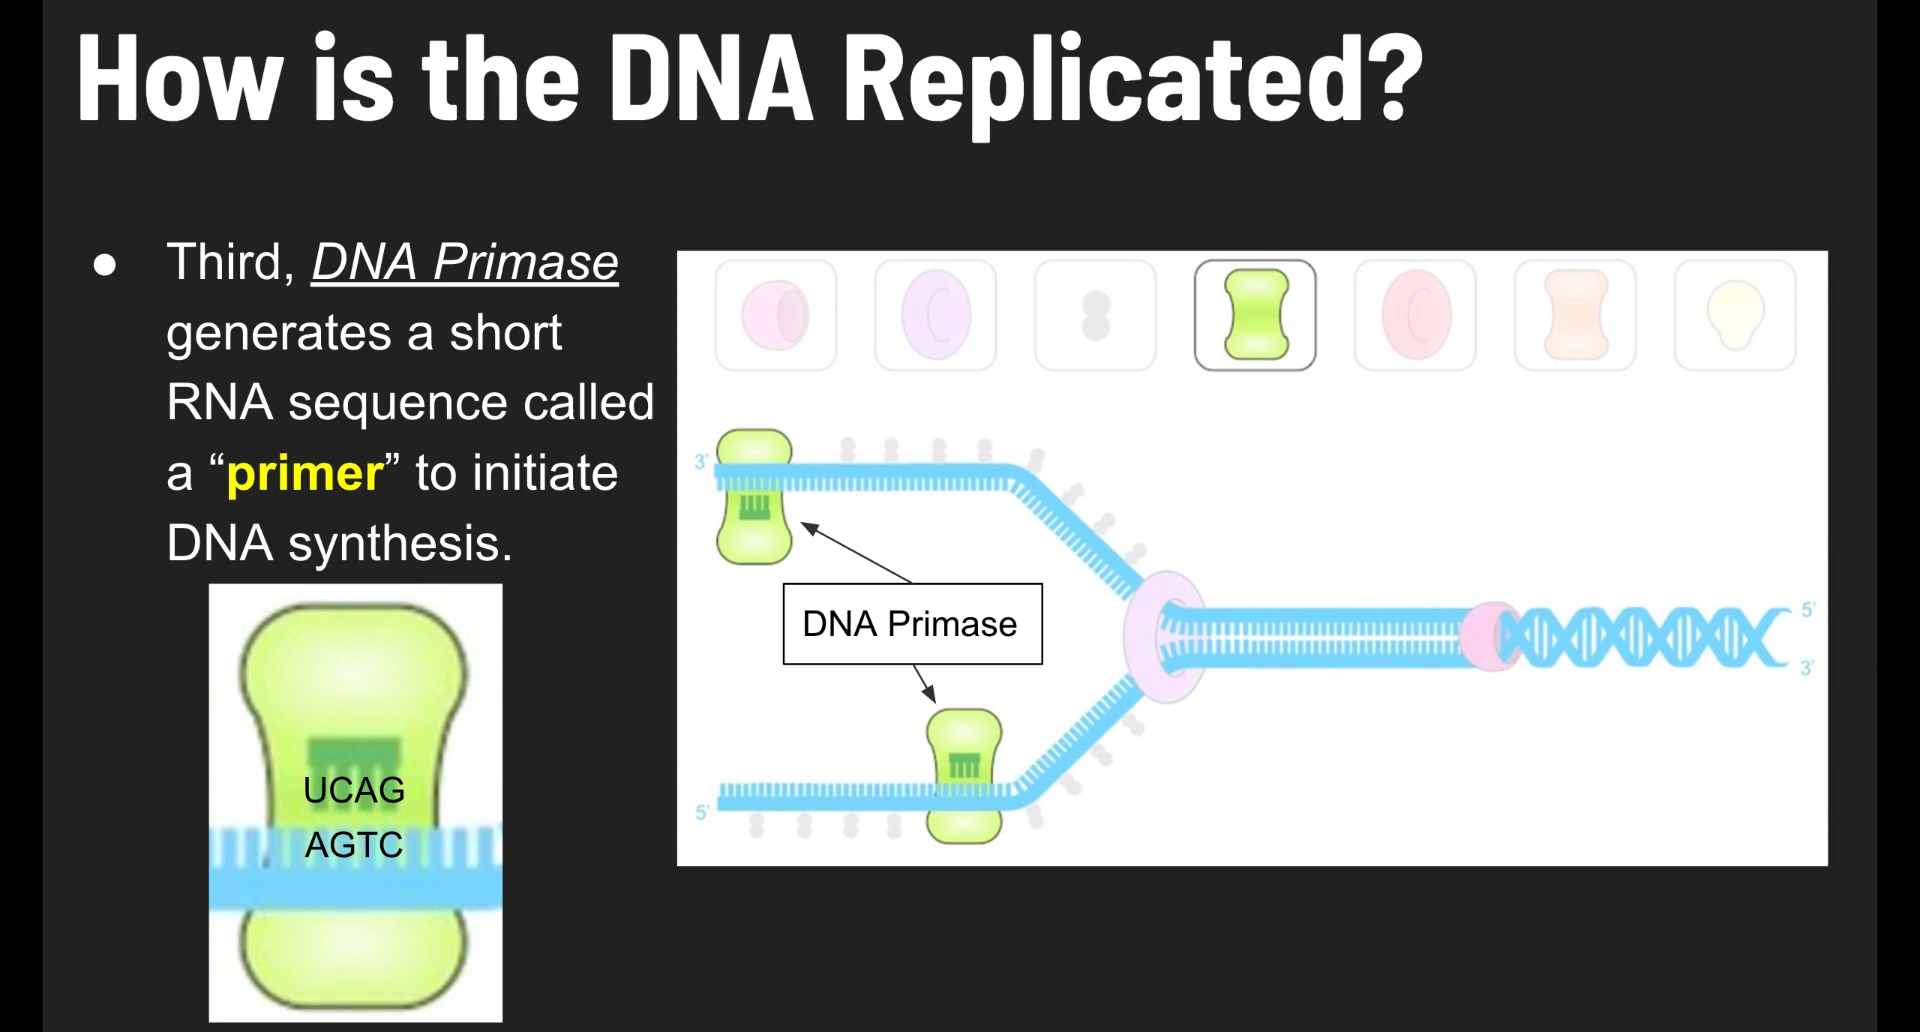 How is the DNA Replicated?
● Third, DNA Primase
generates a short
RNA sequence called
a “primer” to initiate
DNA synthesis.
UCAG
AGTC
3'
DNA Primase
5'
5'
3'